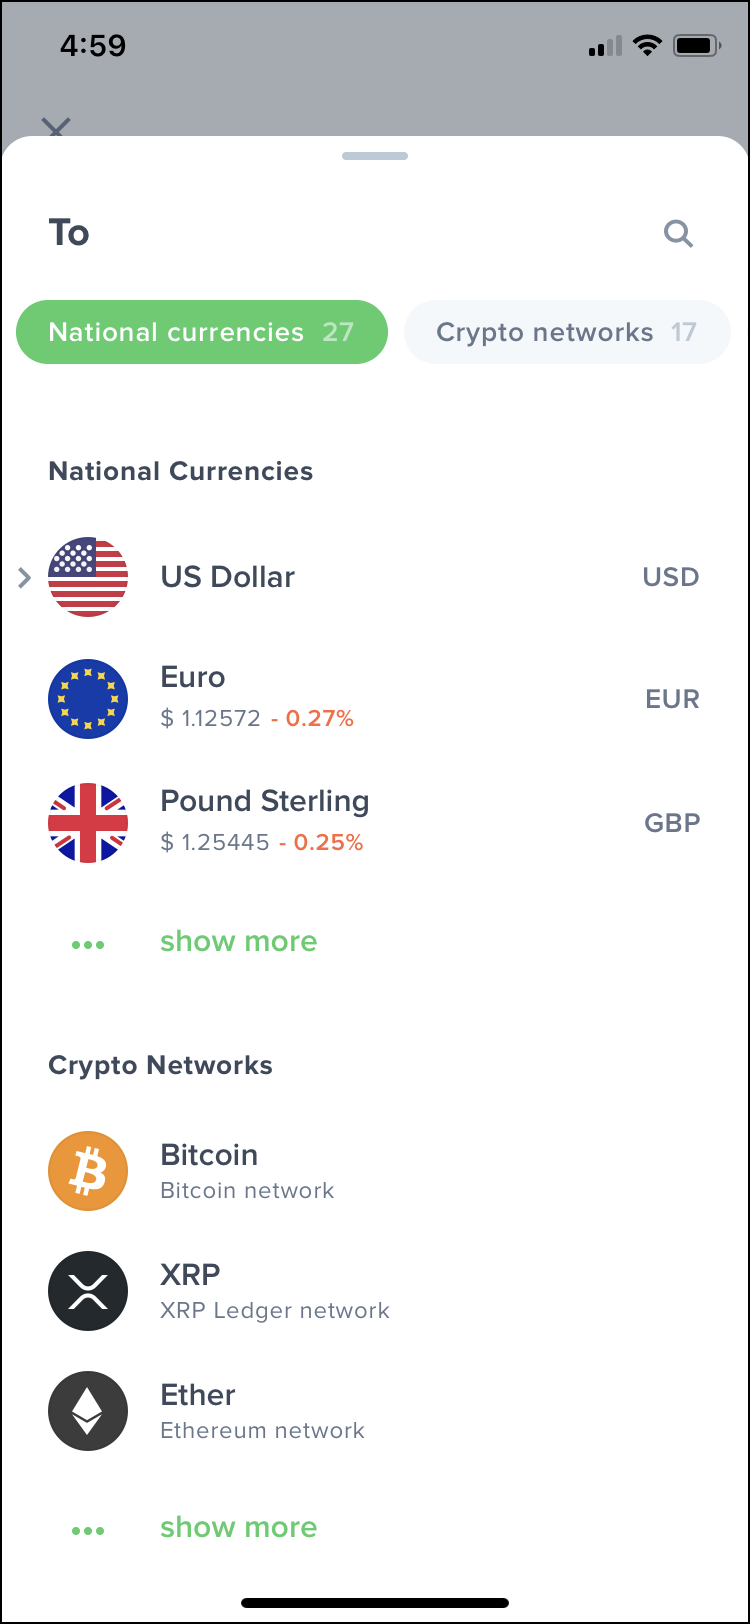 4:59
To
National currencies 27
Crypto networks 17
National Currencies
US Dollar
USD
Euro
$ 1.12572 - 0.27%
EUR
Pound Sterling
$ 1.25445 - 0.25%
GBP
show more
Crypto Networks
Bitcoin
Bitcoin network
XRP
XRP Ledger network
Ether
Ethereum network
show more